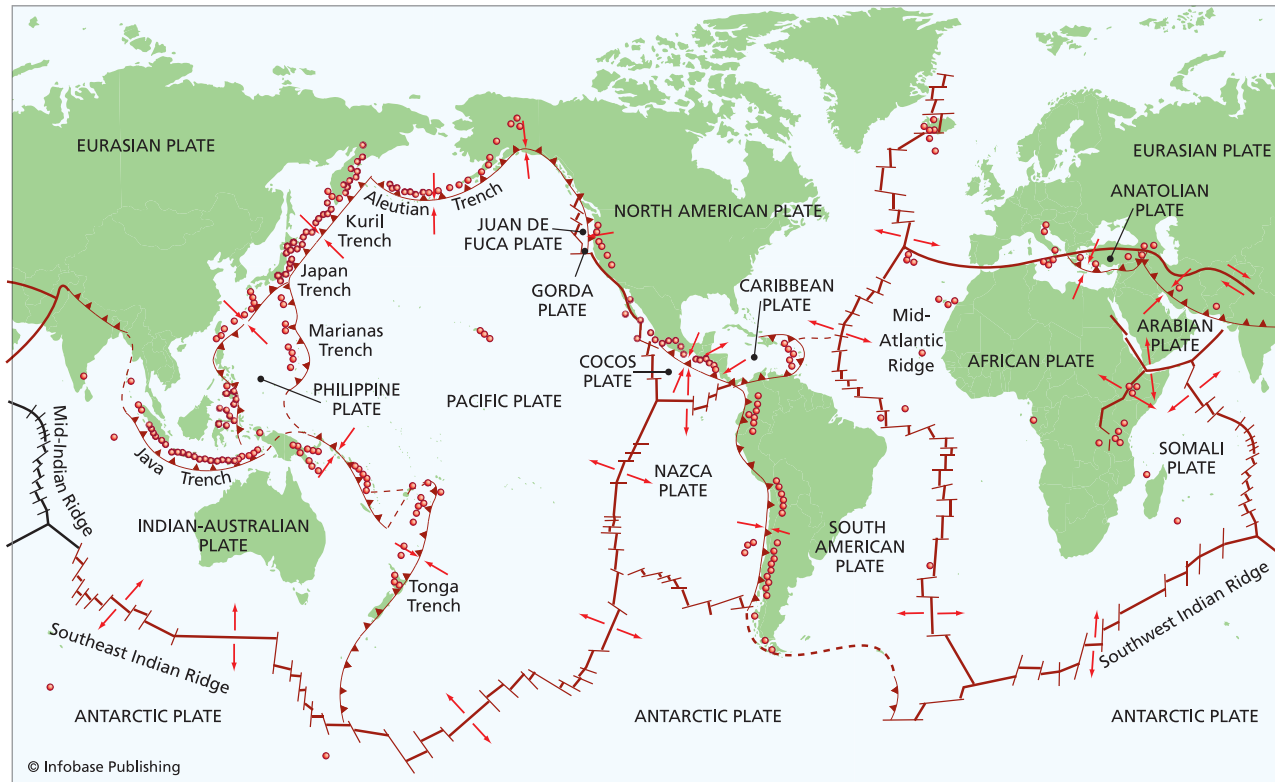 EURASIAN PLATE
EURASIAN PLATE
ANATOLIAN
PLATE
Aleutian Trench
Kuril
Trench
JUAN DE
FUCA PLATE
NORTH AMERICAN PLATE
Japan
Trench
GORDA
PLATE
CARIBBEAN
PLATE
Marianas
Trench
Mid-
Atlantic
Ridge
ARABIAN
PLATE
AFRICAN PLATE
COCOS
PLATE
PHILIPPINE
PLATE
PACIFIC PLATE
Mid-Indian Ridge
Java Trench
NAZCA
PLATE
SOMALI
PLATE
INDIAN-AUSTRALIAN
PLATE
SOUTH
AMERICAN
PLATE
Tonga
Trench
Southeast Indian Ridge
Southwest Indian Ridge
ANTARCTIC PLATE
ANTARCTIC PLATE
ANTARCTIC PLATE
© Infobase Publishing